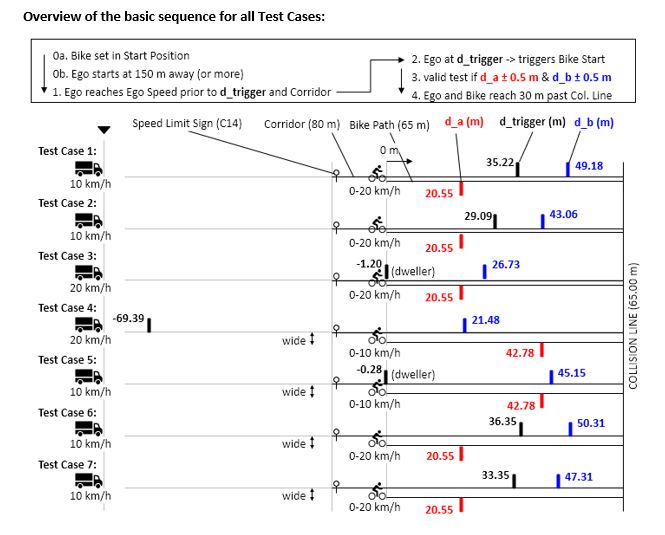 Overview of the basic sequence for all Test Cases:
0a. Bike set in Start Position
0b. Ego starts at 150 m away (or more)
1. Ego reaches Ego Speed prior to d_trigger and Corridor
2. Ego at d_trigger -> triggers Bike Start
3. valid test if d_a ± 0.5 m & d_b ± 0.5 m
4. Ego and Bike reach 30 m past Col. Line
Speed Limit Sign (C14) Corridor (80 m) Bike Path (65 m) d_a (m) d_trigger (m) d_b (m)
Test Case 1:
0 m
35.22
49.18
10 km/h
0-20 km/h
20.55
Test Case 2:
29.09
43.06
10 km/h
0-20 km/h
20.55
Test Case 3:
-1.20
(dweller)
26.73
20 km/h
0-20 km/h
20.55
Test Case 4:
-69.39
21.48
20 km/h
wide
0-10 km/h
42.78
Test Case 5:
-0.28
(dweller)
45.15
10 km/h
wide
0-10 km/h
42.78
Test Case 6:
36.35
50.31
10 km/h
wide
0-20 km/h
20.55
Test Case 7:
33.35
47.31
10 km/h
wide
0-20 km/h
20.55
COLLISION LINE (65.00 m)